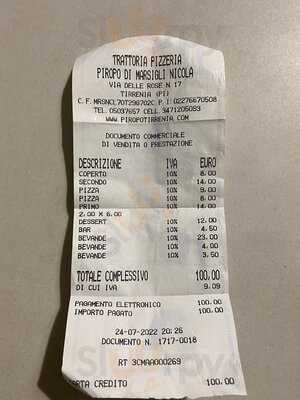 TRATTORIA PIZZERIA
PIROPO DI MARSIGLI NICOLA
VIA DELLE ROSE N 17
TIRRENIA (PI)
C. F. MRSNCL70T298702C P. I. 02276670508
TEL. 05037657 CELL 3471205093
WWW.PIROPOTIRRENIA.COM
DOCUMENTO COMMERCIALE
DI VENDITA O PRESTAZIONE
DESCRIZIONE IVA EURO
COPERTO 10% 8.00
SECONDO 10% 14.00
PIZZA 10% 9.00
PIZZA 10% 8.00
PRIMO 10% 14.00
2,00 X 6.00
DESSERT 10% 12.00
BAR 10% 4.50
BEVANDE 10% 23.00
BEVANDE 10% 4.00
BEVANDE 10% 3.50
TOTALE COMPLESSIVO 100.00
DI CUI IVA 9.09
PAGAMENTO ELETTRONICO 100.00
IMPORTO PAGATO 100.00
24-07-2022 20:26
DOCUMENTO N. 1717-0018
RT 3CMAA000269
CARTA CREDITO 100.00